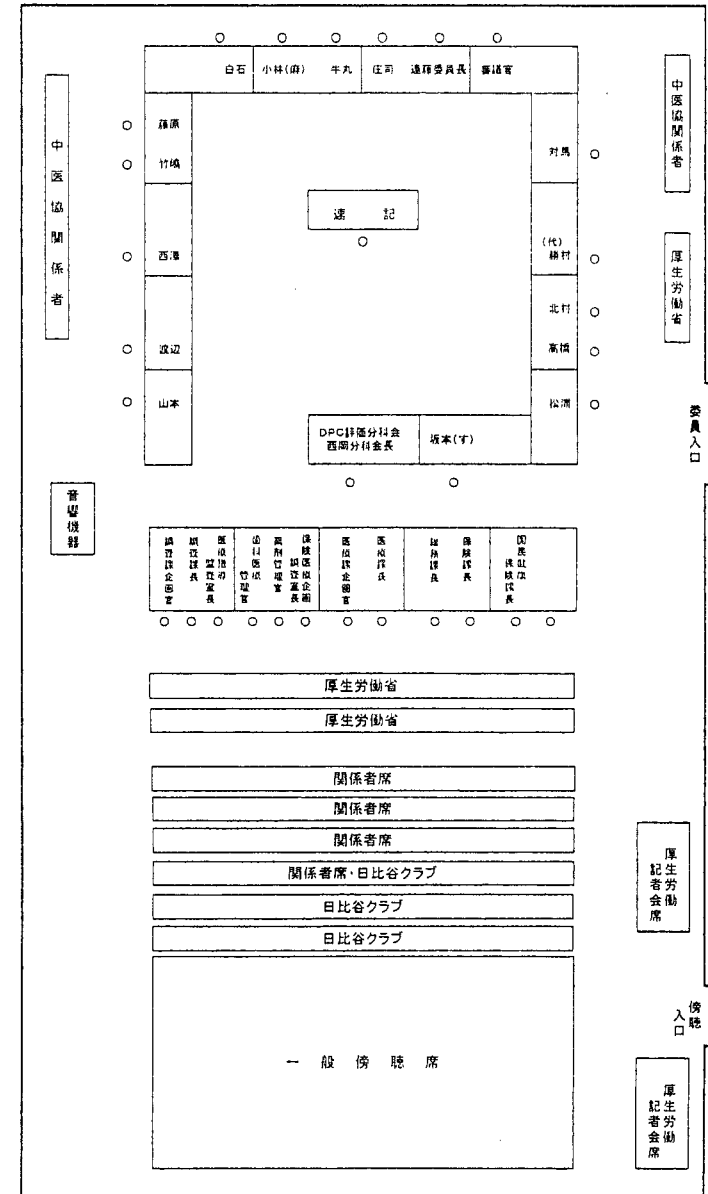 白石 小林(麻) 牛丸 庄司 遠藤委員長 審議官
中医協関係者
藤原
竹嶋
西澤
渡辺
山本
速 記
対馬
(代)
勝村
北村
高橋
松浦
中医協関係者
厚生労働省
委員入口
DPC評価分科会
西岡分科会長
坂本(す)
音響機器
調査課企画官
調査課長
医療指導
監査室長
歯科医療
管理官
薬剤管理官
保険医療企画
調査室長
医療課企画官
医療課長
総務課長
保険課長
国民健康
保険課長
厚生労働省
厚生労働省
関係者席
関係者席
関係者席
関係者席・日比谷クラブ
日比谷クラブ
日比谷クラブ
厚生労働
記者会席
傍聴
入口
一 般 傍 聴 席
厚生労働
記者会席